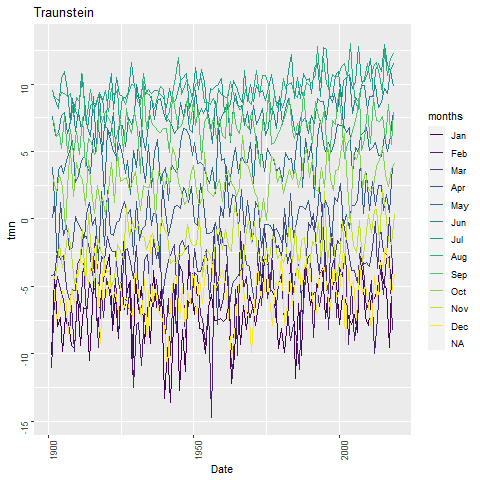 Traunstein
tmn
10
5
0
-5
-10
-15
1900
1950
2000
Date
months
Jan
Feb
Mar
Apr
May
Jun
Jul
Aug
Sep
Oct
Nov
Dec
NA